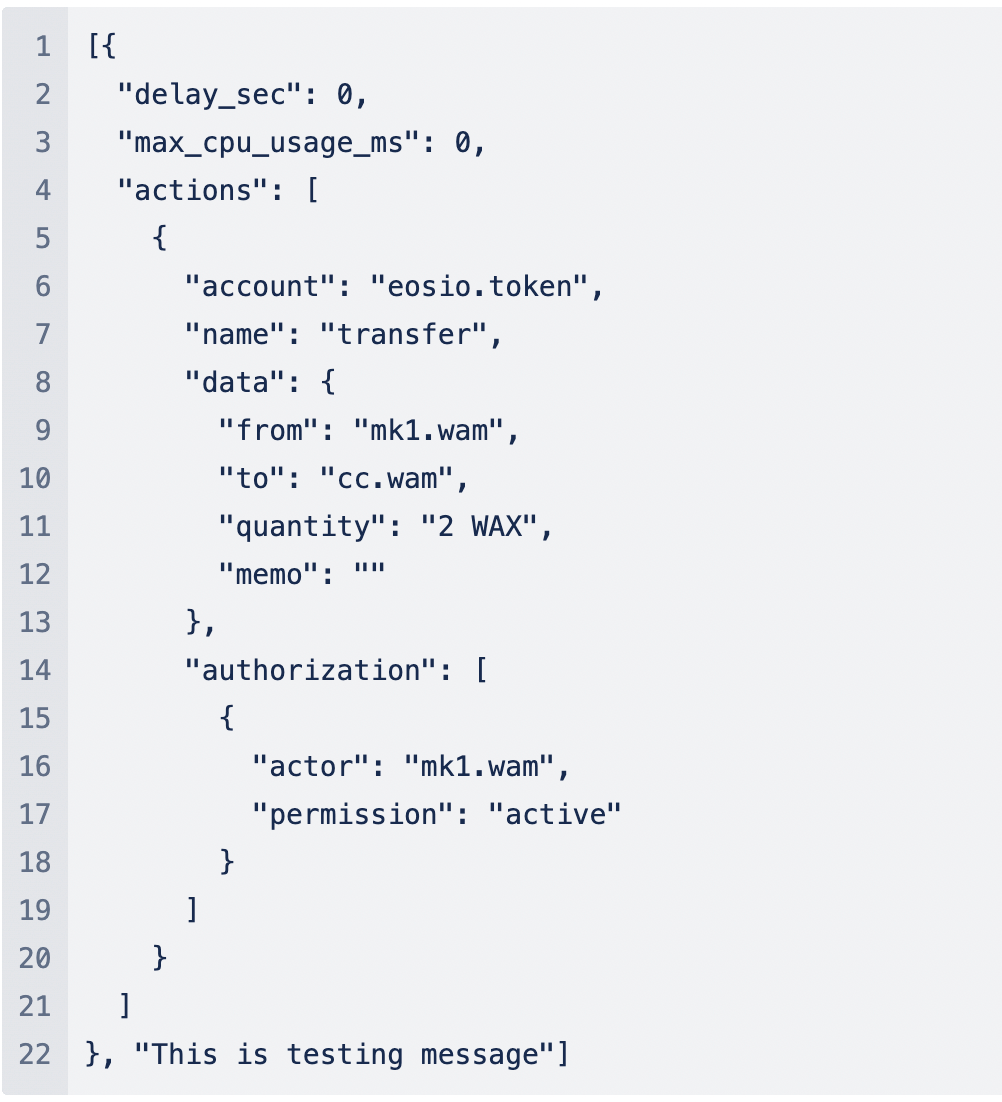 1 [{
2   "delay_sec": 0,
3   "max_cpu_usage_ms": 0,
4   "actions": [
5     {
6       "account": "eosio.token",
7       "name": "transfer",
8       "data": {
9         "from": "mk1.wam",
10         "to": "cc.wam",
11         "quantity": "2 WAX",
12         "memo": ""
13       },
14       "authorization": [
15         {
16           "actor": "mk1.wam",
17           "permission": "active"
18         }
19       ]
20     }
21   ]
22 }, "This is testing message"]